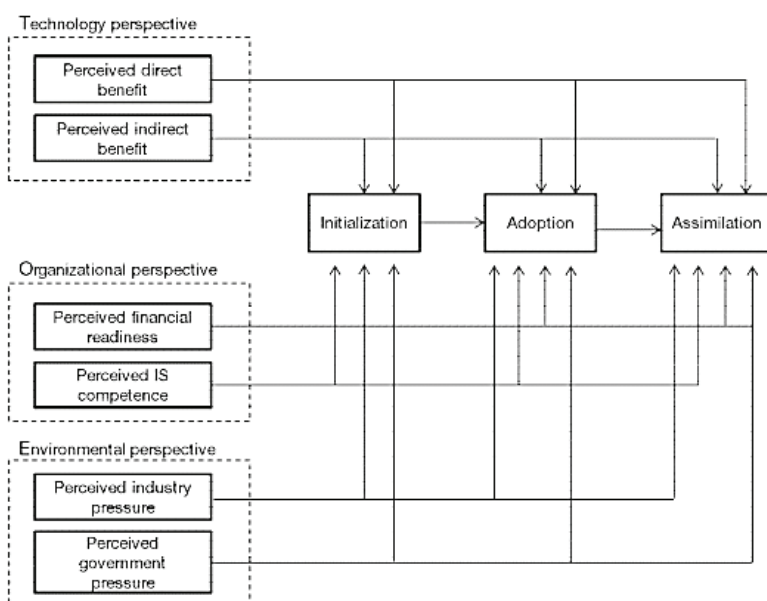 Technology perspective
Perceived direct
benefit
Perceived indirect
benefit
Initialization
Adoption
Assimilation
Organizational perspective
Perceived financial
readiness
Perceived IS
competence
Environmental perspective
Perceived industry
pressure
Perceived
government
pressure